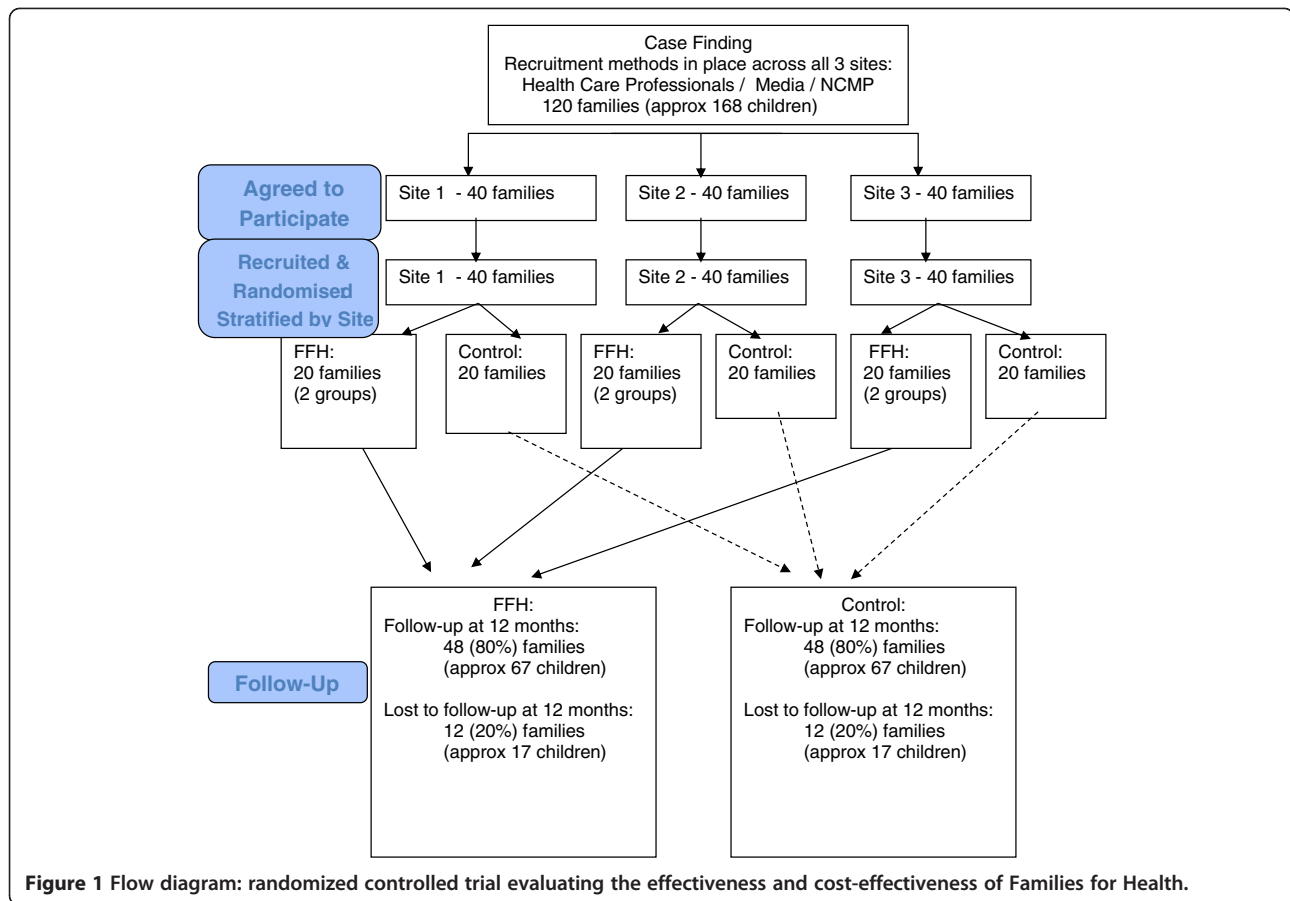 Case Finding
Recruitment methods in place across all 3 sites:
Health Care Professionals / Media / NCMP
120 families (approx 168 children)
Agreed to
Participate
Site 1 - 40 families
Site 2 - 40 families
Site 3 - 40 families
Recruited &
Randomised:
Stratified by Site
Site 1 - 40 families
Site 2 - 40 families
Site 3 - 40 families
FFH:
20 families
(2 groups)
Control:
20 families
FFH:
20 families
(2 groups)
Control:
20 families
FFH:
20 families
(2 groups)
Control:
20 families
Follow-Up
FFH:
Follow-up at 12 months:
48 (80%) families
(approx 67 children)
Lost to follow-up at 12 months:
12 (20%) families
(approx 17 children)
Control:
Follow-up at 12 months:
48 (80%) families
(approx 67 children)
Lost to follow-up at 12 months:
12 (20%) families
(approx 17 children)
Figure 1 Flow diagram: randomized controlled trial evaluating the effectiveness and cost-effectiveness of Families for Health.